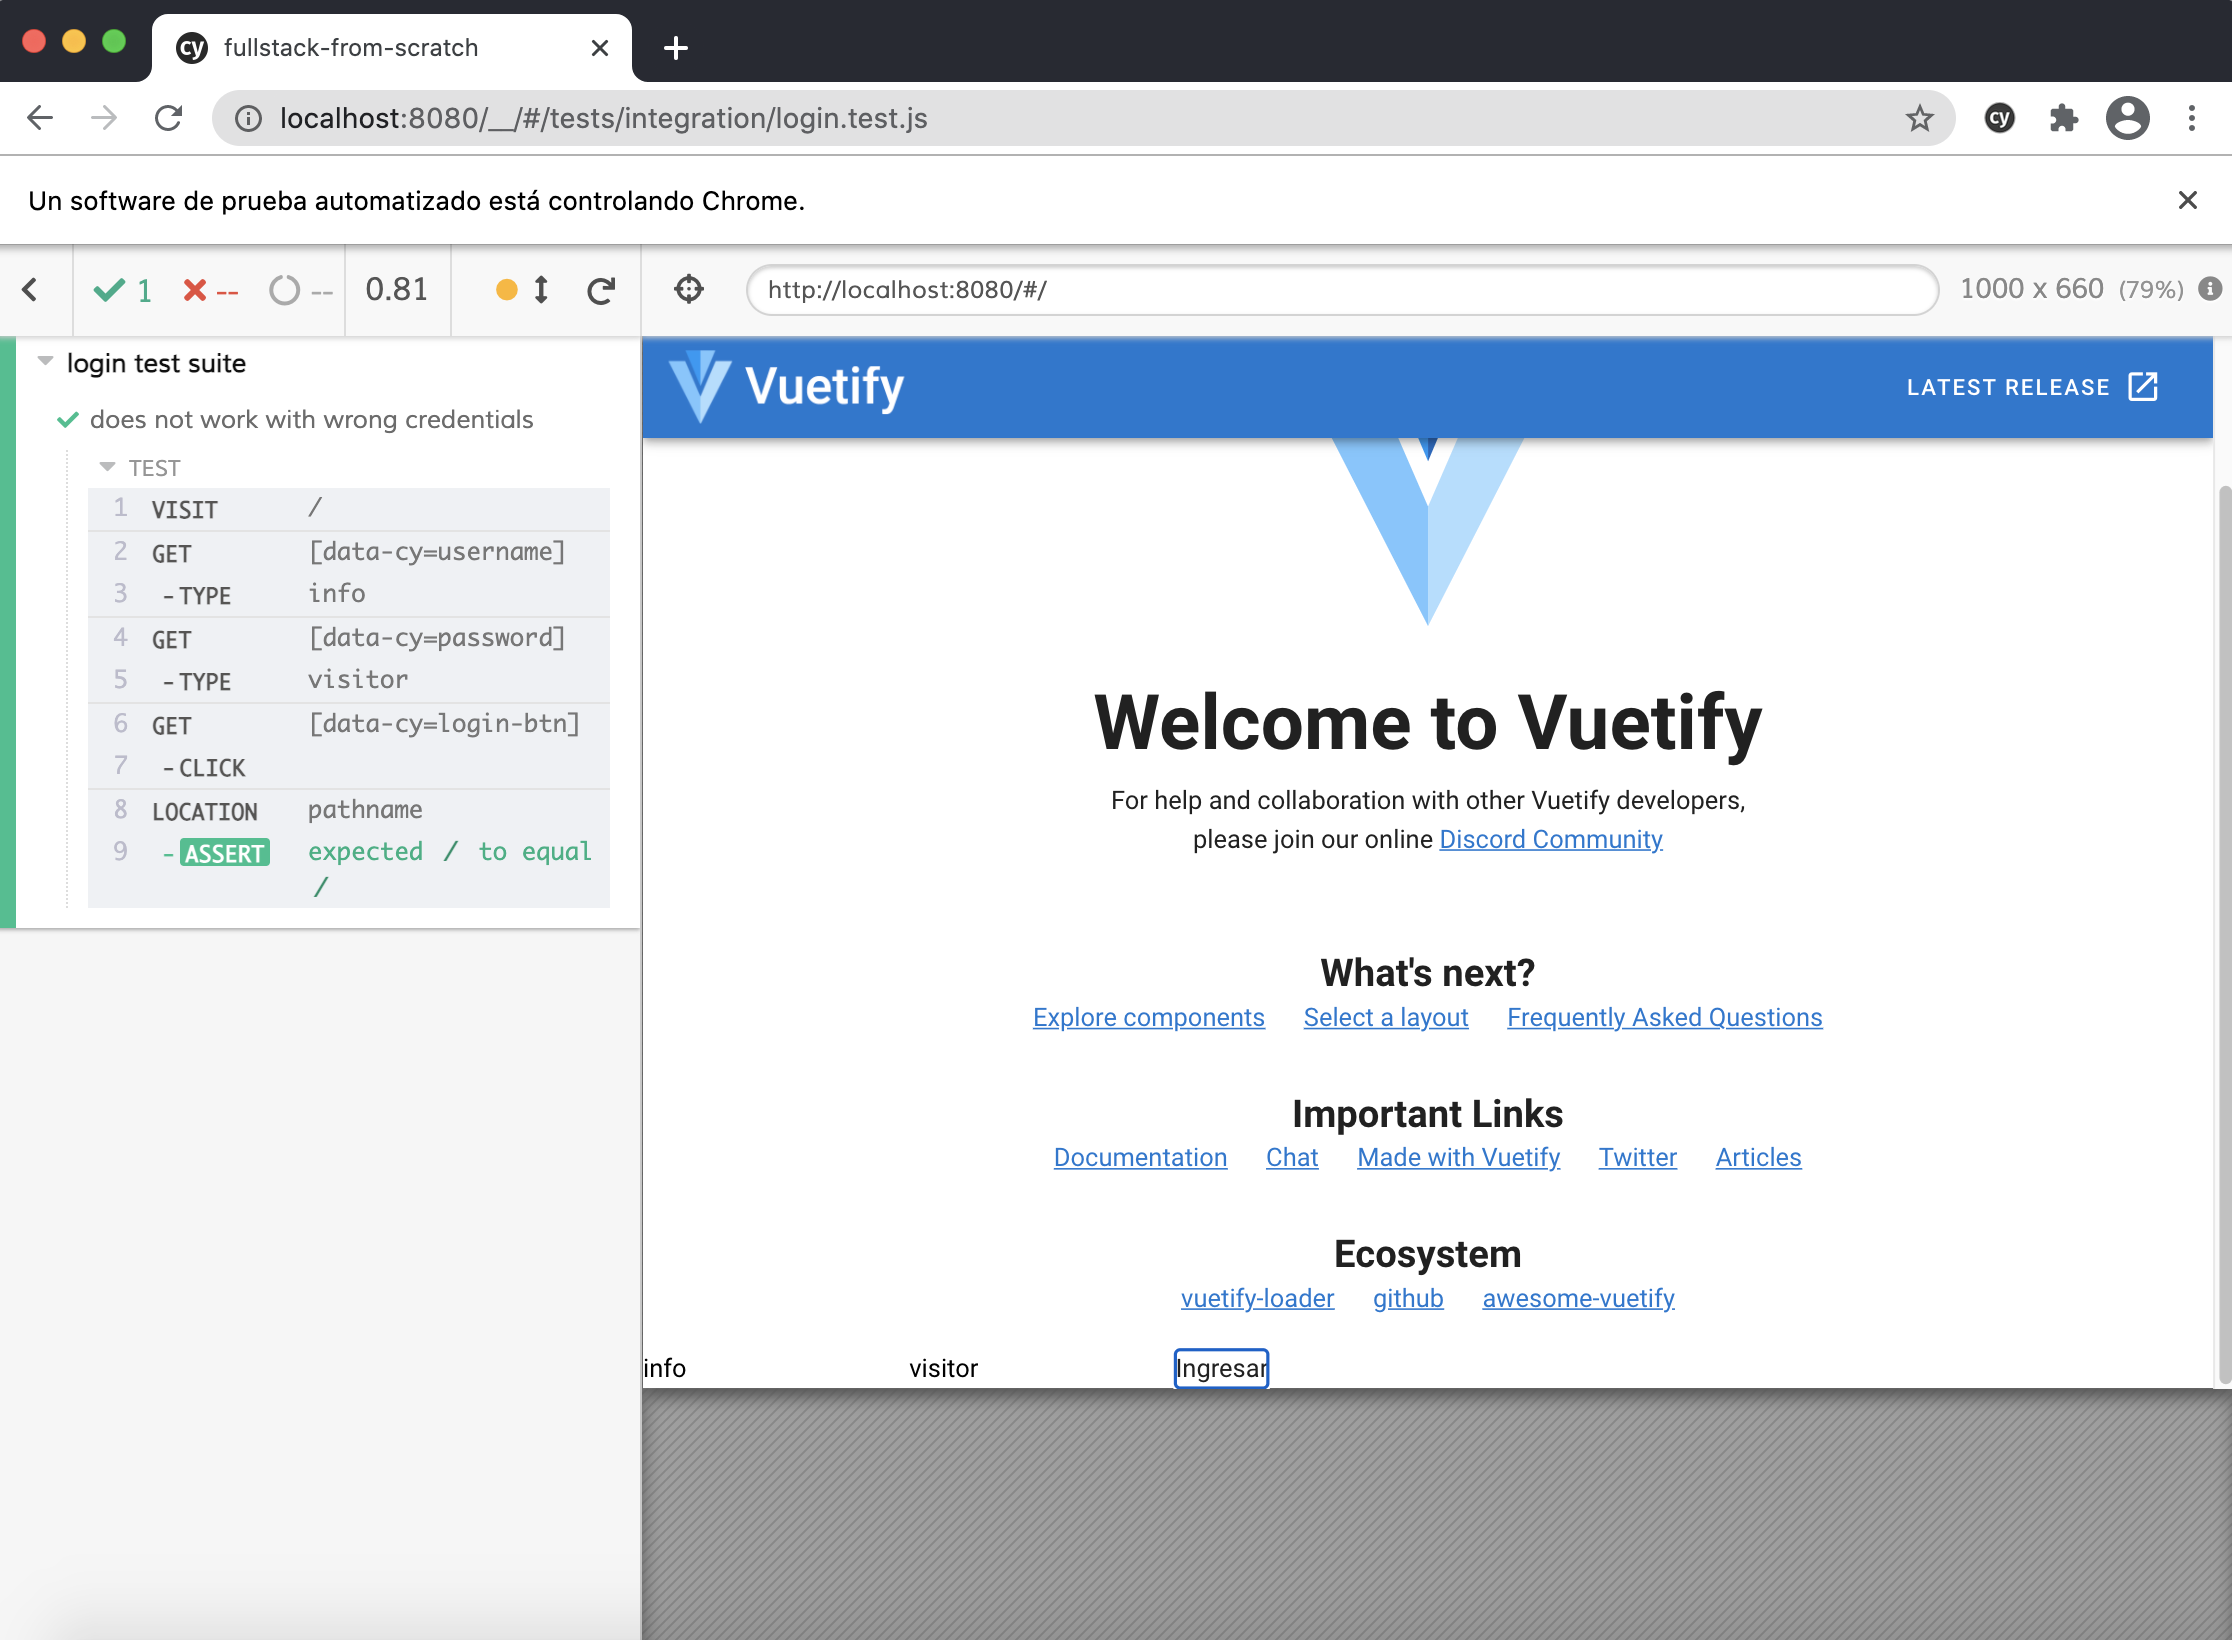 cy fullstack-from-scratch
localhost:8080/__/#/tests/integration/login.test.js
cy
Un software de prueba automatizado está controlando Chrome.
1 -- -- 0.81
http://localhost:8080/#/
1000 x 660 (79%)
login test suite
does not work with wrong credentials
TEST
1 VISIT /
2 GET [data-cy=username]
3 -TYPE info
4 GET [data-cy=password]
5 -TYPE visitor
6 GET [data-cy=login-btn]
7 -CLICK
8 LOCATION pathname
9 -ASSERT expected / to equal
/
Vuetify
LATEST RELEASE
Welcome to Vuetify
For help and collaboration with other Vuetify developers,
please join our online Discord Community
What's next?
Explore components Select a layout Frequently Asked Questions
Important Links
Documentation Chat Made with Vuetify Twitter Articles
Ecosystem
vuetify-loader github awesome-vuetify
info visitor Ingresar